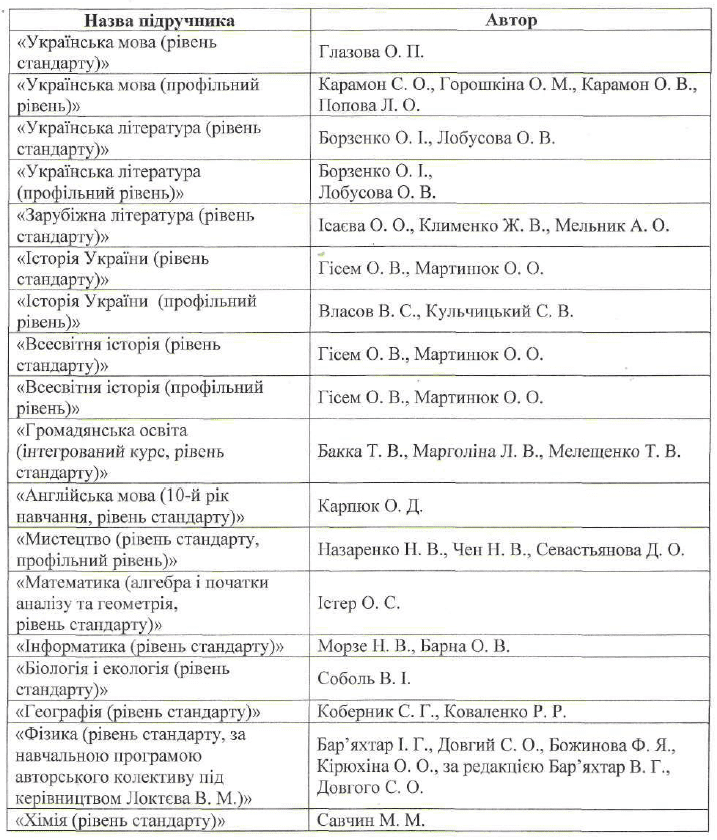 Назва підручника Автор
«Українська мова (рівень
стандарту)»
Глазова О. П.
«Українська мова (профільний
рівень)»
Карамон С. О., Горошкіна О. М., Карамон О. В.,
Попова Л. О.
«Українська література (рівень
стандарту)»
Борзенко О. І., Лобусова О. В.
«Українська література
(профільний рівень)»
Борзенко О. І.,
Лобусова О. В.
«Зарубіжна література (рівень
стандарту)»
Ісаєва О. О., Клименко Ж. В., Мельник А. О.
«Історія України (рівень
стандарту)»
Гісем О. В., Мартинюк О. О.
«Історія України (профільний
рівень)»
Власов В. С., Кульчицький С. В.
«Всесвітня історія (рівень
стандарту)»
Гісем О. В., Мартинюк О. О.
«Всесвітня історія (профільний
рівень)»
Гісем О. В., Мартинюк О. О.
«Громадянська освіта
(інтегрований курс, рівень
стандарту)»
Бакка Т. В., Марголіна Л. В., Мелещенко Т. В.
«Англійська мова (10-й рік
навчання, рівень стандарту)»
Карпюк О. Д.
«Мистецтво (рівень стандарту,
профільний рівень)»
Назаренко Н. В., Чен Н. В., Севастьянова Д. О.
«Математика (алгебра і початки
аналізу та геометрія,
рівень стандарту)»
Істер О. С.
«Інформатика (рівень стандарту)»
Морзе Н. В., Барна О. В.
«Біологія і екологія (рівень
стандарту)»
Соболь В. І.
«Географія (рівень стандарту)»
Коберник С. Г., Коваленко Р. Р.
«Фізика (рівень стандарту, за
навчальною програмою
авторського колективу під
керівництвом Локтєва В. М.)»
Бар’яхтар І. Г., Довгий С. О., Божинова Ф. Я.,
Кірюхіна О. О., за редакцією Бар’яхтар В. Г.,
Довгого С. О.
«Хімія (рівень стандарту)»
Савчин М. М.